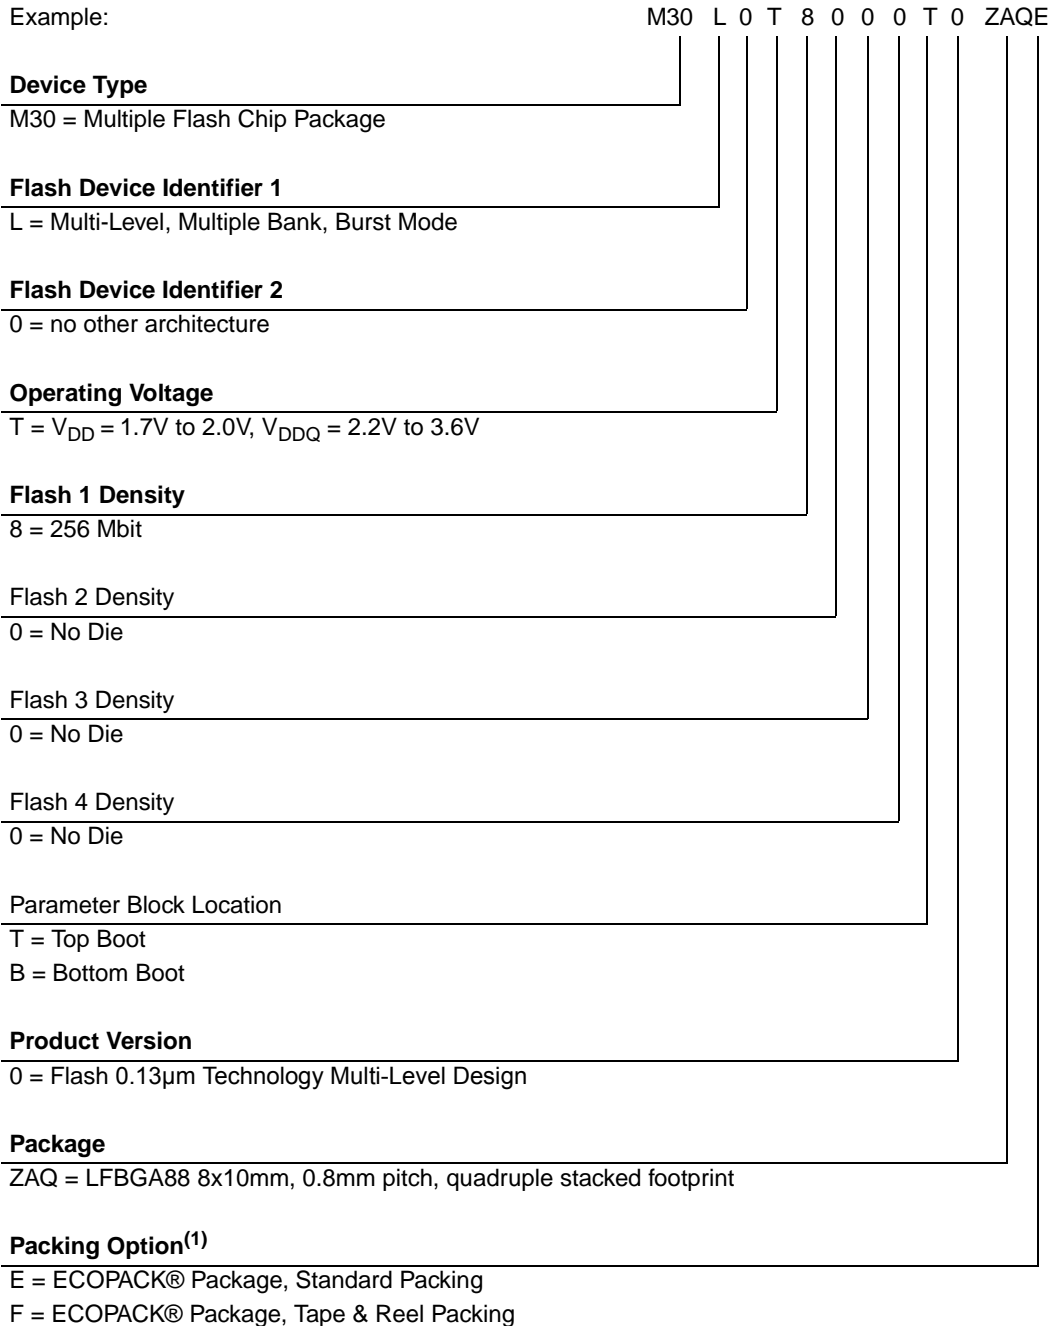 Example: M30 L 0 T 8 0 0 0 T 0 ZAQE
Device Type
M30 = Multiple Flash Chip Package
Flash Device Identifier 1
L = Multi-Level, Multiple Bank, Burst Mode
Flash Device Identifier 2
0 = no other architecture
Operating Voltage
T = VDD = 1.7V to 2.0V, VDDQ = 2.2V to 3.6V
Flash 1 Density
8 = 256 Mbit
Flash 2 Density
0 = No Die
Flash 3 Density
0 = No Die
Flash 4 Density
0 = No Die
Parameter Block Location
T = Top Boot
B = Bottom Boot
Product Version
0 = Flash 0.13µm Technology Multi-Level Design
Package
ZAQ = LFBGA88 8x10mm, 0.8mm pitch, quadruple stacked footprint
Packing Option(1)
E = ECOPACK® Package, Standard Packing
F = ECOPACK® Package, Tape & Reel Packing